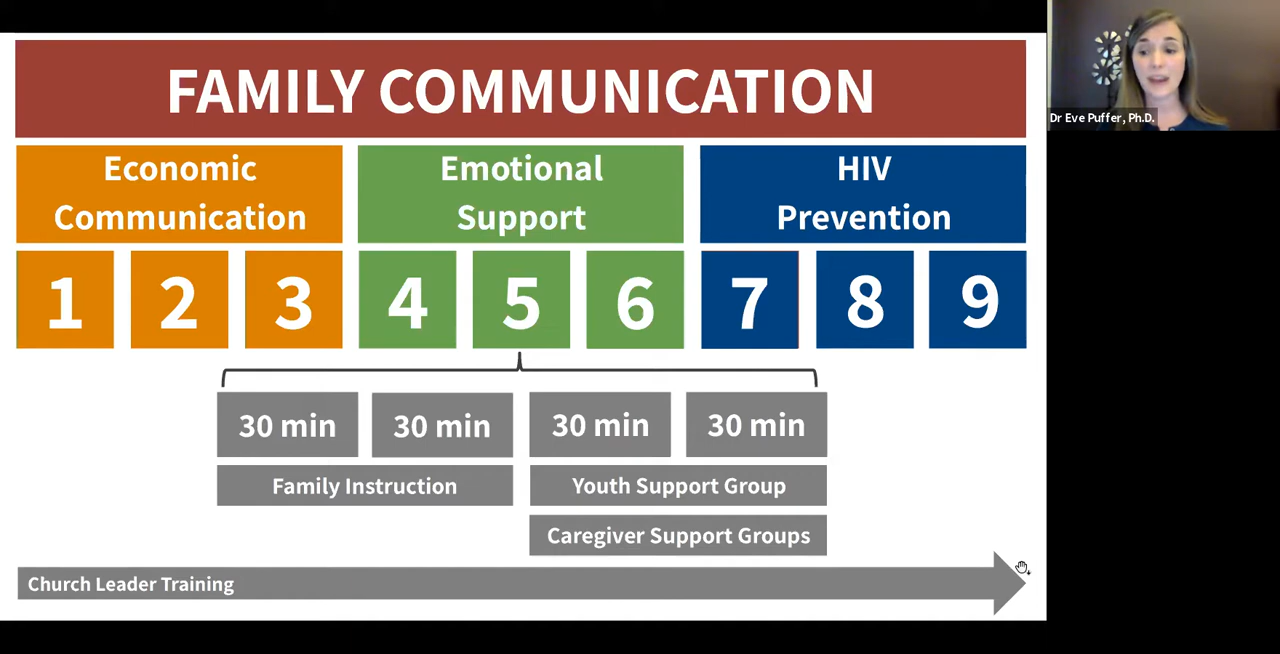 FAMILY COMMUNICATION
Dr Eve Puffer, Ph.D.
Economic
Communication
Emotional
Support
HIV
Prevention
1 2 3 4 5 6 7 8 9
30 min 30 min 30 min 30 min
Family Instruction
Youth Support Group
Caregiver Support Groups
Church Leader Training